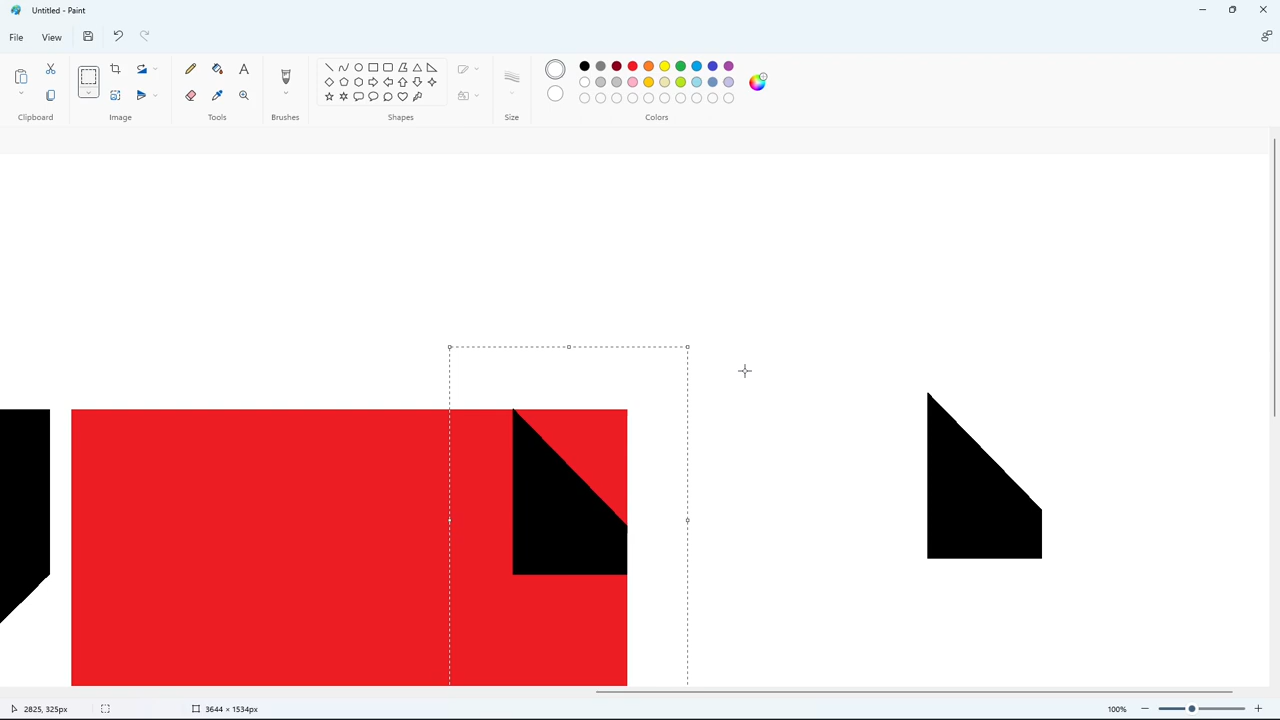 Untitled - Paint
File View
Clipboard
Image
Tools
Brushes
Shapes
Size
Colors
2825, 325px
3644 × 1534px
100%